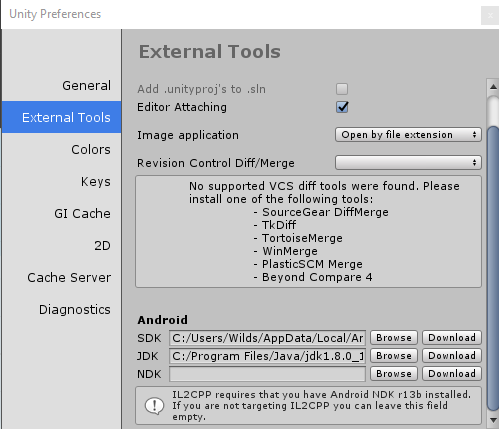 Unity Preferences
x
External Tools
General
External Tools
Colors
Keys
GI Cache
2D
Cache Server
Diagnostics
Add .unityproj's to .sln
Editor Attaching
Image application Open by file extension
Revision Control Diff/Merge
No supported VCS diff tools were found. Please
install one of the following tools:
- SourceGear DiffMerge
- TkDiff
- TortoiseMerge
- WinMerge
- PlasticSCM Merge
- Beyond Compare 4
Android
SDK C:/Users/Wilds/AppData/Local/Ar Browse Download
JDK C:/Program Files/Java/jdk1.8.0_1 Browse Download
NDK Browse Download
IL2CPP requires that you have Android NDK r13b installed.
If you are not targeting IL2CPP you can leave this field
empty.